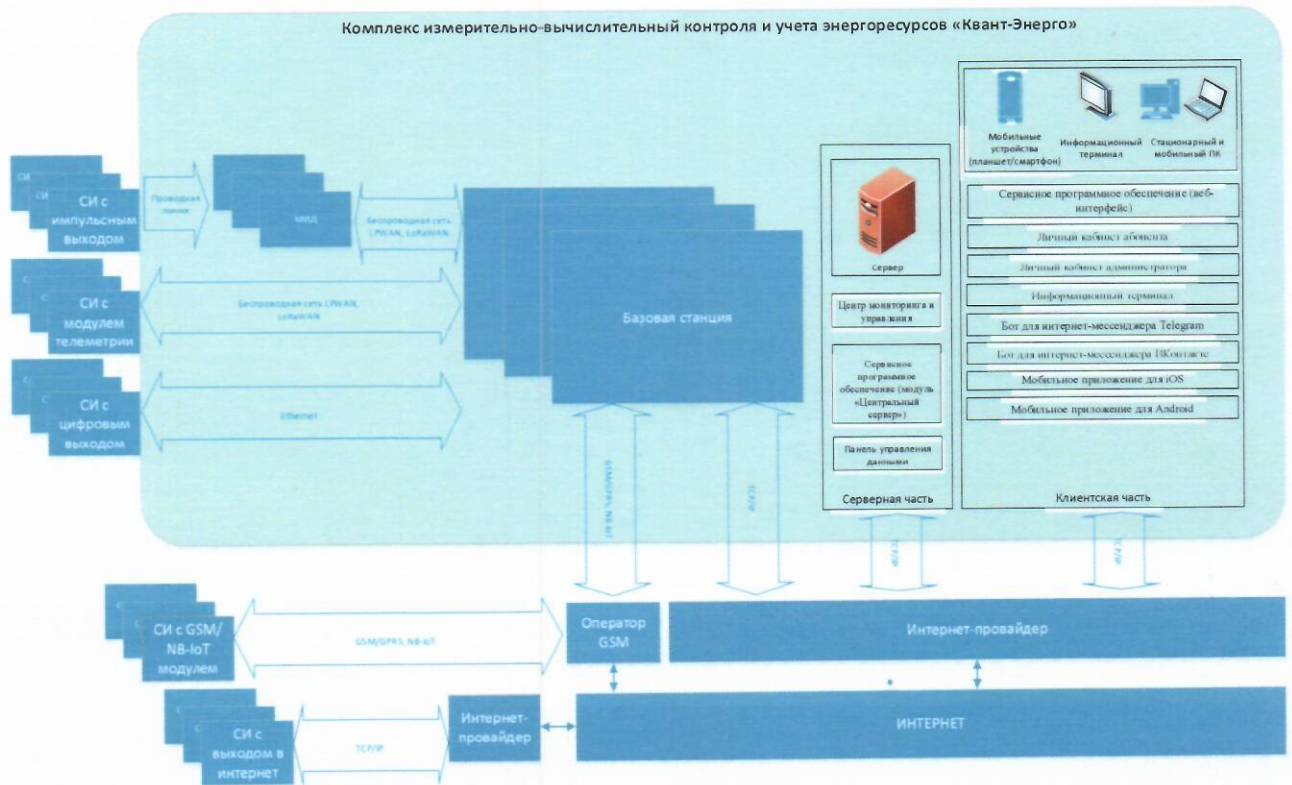 Комплекс измерительно-вычислительный контроля и учета энергоресурсов «Квант-Энерго»
Мобильные
устройства
(планшет/смартфон)
Информационный
терминал
Стационарный и
мобильный ПК
СИ
СИ
СИ с
импульсным
выходом
Проводная
линия
Беспроводная сеть
LPWAN, LoRaWAN
СИ с
модулем
телеметрии
Беспроводная сеть LPWAN,
LoRaWAN
СИ с
цифровым
выходом
Ethernet
Базовая станция
GSM/GPRS, NB-IoT
TCP/IP
Сервер
Центр мониторинга и
управления
Сервисное
программное
обеспечение (модуль
«Центральный
сервер»)
Панель управления
данными
Серверная часть
Сервисное программное обеспечение (веб-
интерфейс)
Личный кабинет абонента
Личный кабинет администратора
Информационный терминал
Бот для интернет-мессенджера Telegram
Бот для интернет-мессенджера ВКонтакте
Мобильное приложение для iOS
Мобильное приложение для Android
Клиентская часть
TCP/IP
TCP/IP
СИ с GSM/
NB-IoT
модулем
GSM/GPRS, NB-IoT
Оператор
GSM
Интернет-провайдер
СИ с
выходом в
интернет
TCP/IP
Интернет-
провайдер
ИНТЕРНЕТ